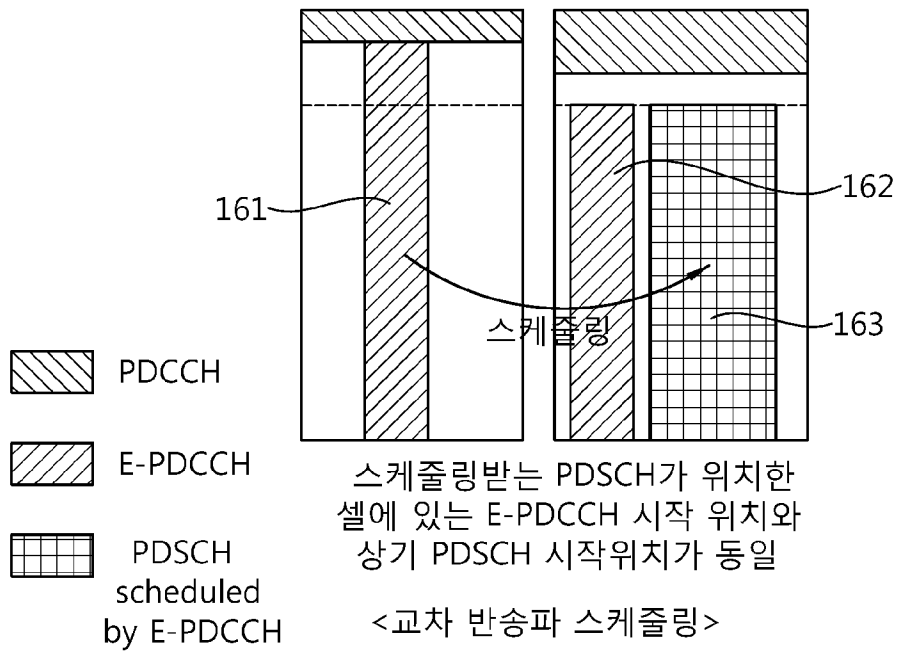 161
162
163
스케줄링
PDCCH
E-PDCCH
PDSCH
scheduled
by E-PDCCH
스케줄링받는 PDSCH가 위치한
셀에 있는 E-PDCCH 시작 위치와
상기 PDSCH 시작위치가 동일
<교차 반송파 스케줄링>